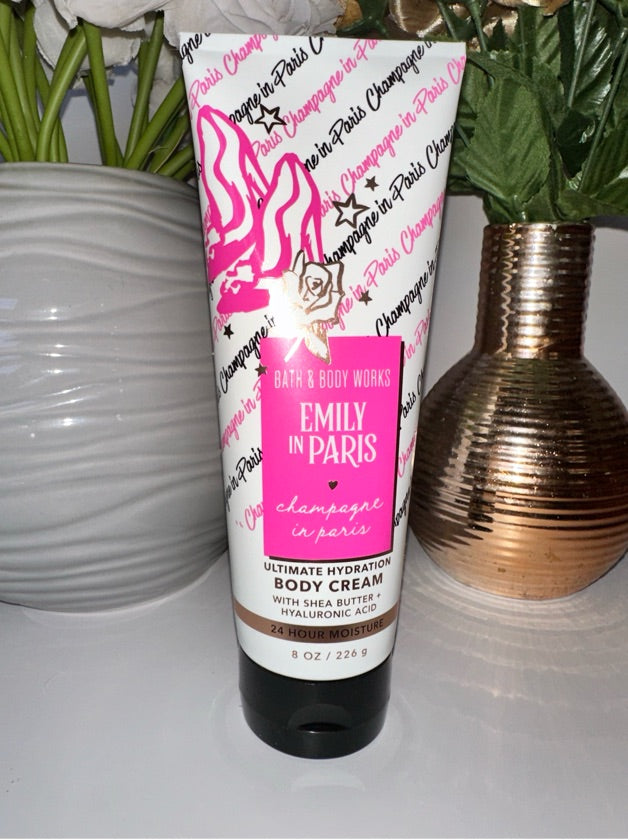 Champagne in Paris
BATH & BODY WORKS
EMILY
IN PARIS
champagne
in paris
ULTIMATE HYDRATION
BODY CREAM
WITH SHEA BUTTER +
HYALURONIC ACID
24 HOUR MOISTURE
8 OZ / 226 g